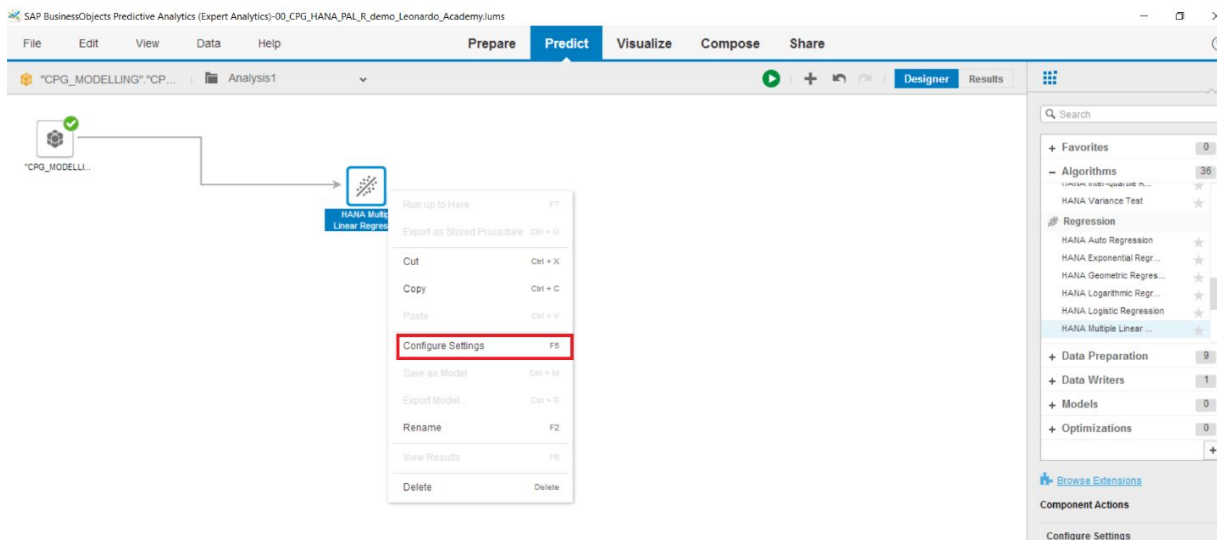 SAP BusinessObjects Predictive Analytics (Expert Analytics)-00_CPG_HANA_PAL_R_demo_Leonardo_Academy.lums
File Edit View Data Help Prepare Predict Visualize Compose Share
"CPG_MODELLING"."CP... Analysis1 Designer Results
Search
"CPG_MODELLI...
HANA Multip
Linear Regres
Run up to Here F7
Export as Stored Procedure Ctrl + G
Cut Ctrl + X
Copy Ctrl + C
Paste Ctrl + V
Configure Settings
Save as Model Ctrl + M
Export Model... Ctrl + E
Rename F2
View Results
Delete Delete
+ Favorites 0
− Algorithms 36
HANA Inter-quartile R...
HANA Variance Test
Regression
HANA Auto Regression
HANA Exponential Regr...
HANA Geometric Regres...
HANA Logarithmic Regr...
HANA Logistic Regression
HANA Multiple Linear ...
+ Data Preparation 9
+ Data Writers 1
+ Models 0
+ Optimizations 0
+
Browse Extensions
Component Actions
Configure Settings